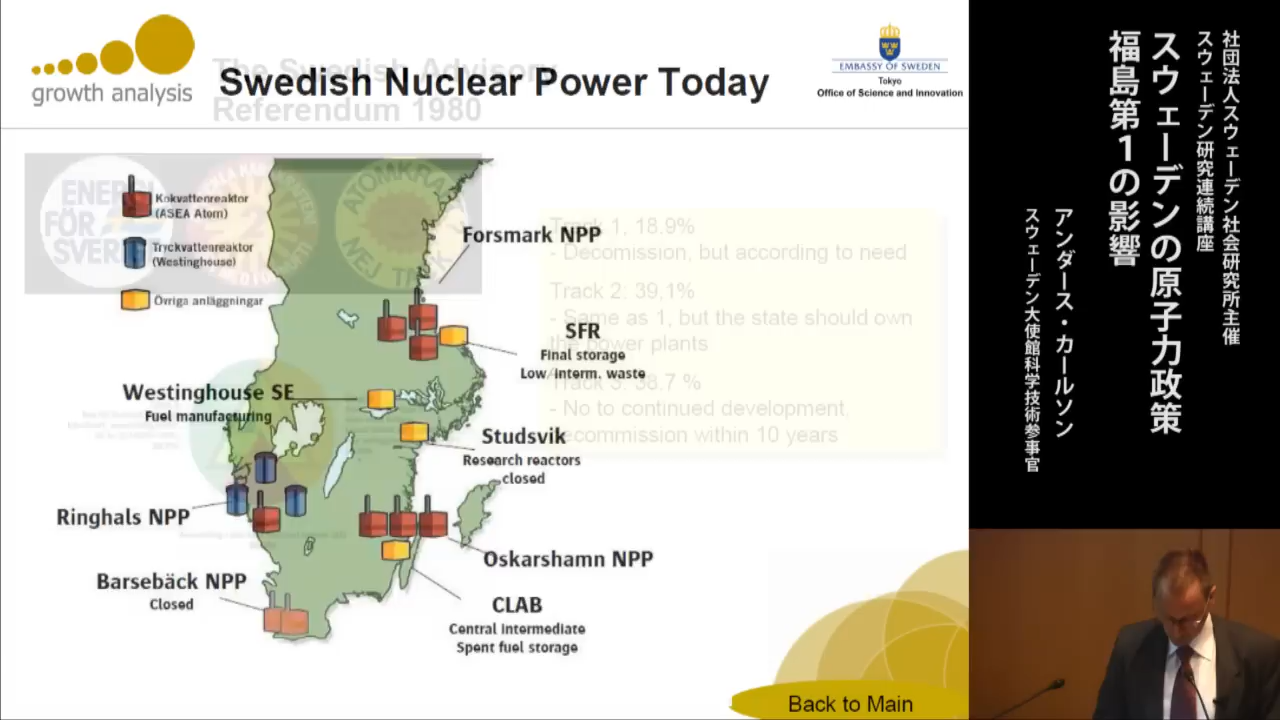 growth analysis
Swedish Nuclear Power Today
The Swedish Advisory
Referendum 1980
EMBASSY OF SWEDEN
Tokyo
Office of Science and Innovation
Kokvattenreaktor
(ASEA Atom)
Tryckvattenreaktor
(Westinghouse)
Övriga anläggningar
Forsmark NPP
SFR
Final storage
Low/interm. waste
Westinghouse SE
Fuel manufacturing
Studsvik
Research reactors
closed
Ringhals NPP
Oskarshamn NPP
Barsebäck NPP
Closed
CLAB
Central Intermediate
Spent fuel storage
Track 1, 18.9%
- Decomission, but according to need
Track 2: 39,1%
- Same as 1, but the state should own
the power plants
Track 3: 38.7 %
- No to continued development,
decommission within 10 years
Back to Main
社団法人スウェーデン社会研究所主催
スウェーデン研究連続講座
スウェーデンの原子力政策
福島第1の影響
アンダース・カールソン
スウェーデン大使館科学技術参事官